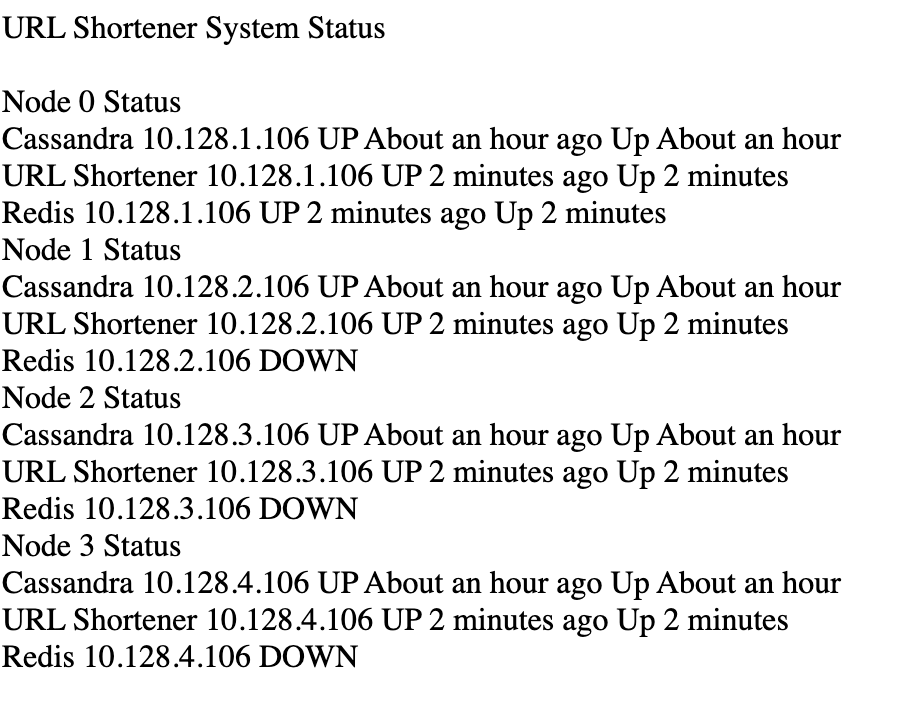 URL Shortener System Status
Node 0 Status
Cassandra 10.128.1.106 UP About an hour ago Up About an hour
URL Shortener 10.128.1.106 UP 2 minutes ago Up 2 minutes
Redis 10.128.1.106 UP 2 minutes ago Up 2 minutes
Node 1 Status
Cassandra 10.128.2.106 UP About an hour ago Up About an hour
URL Shortener 10.128.2.106 UP 2 minutes ago Up 2 minutes
Redis 10.128.2.106 DOWN
Node 2 Status
Cassandra 10.128.3.106 UP About an hour ago Up About an hour
URL Shortener 10.128.3.106 UP 2 minutes ago Up 2 minutes
Redis 10.128.3.106 DOWN
Node 3 Status
Cassandra 10.128.4.106 UP About an hour ago Up About an hour
URL Shortener 10.128.4.106 UP 2 minutes ago Up 2 minutes
Redis 10.128.4.106 DOWN